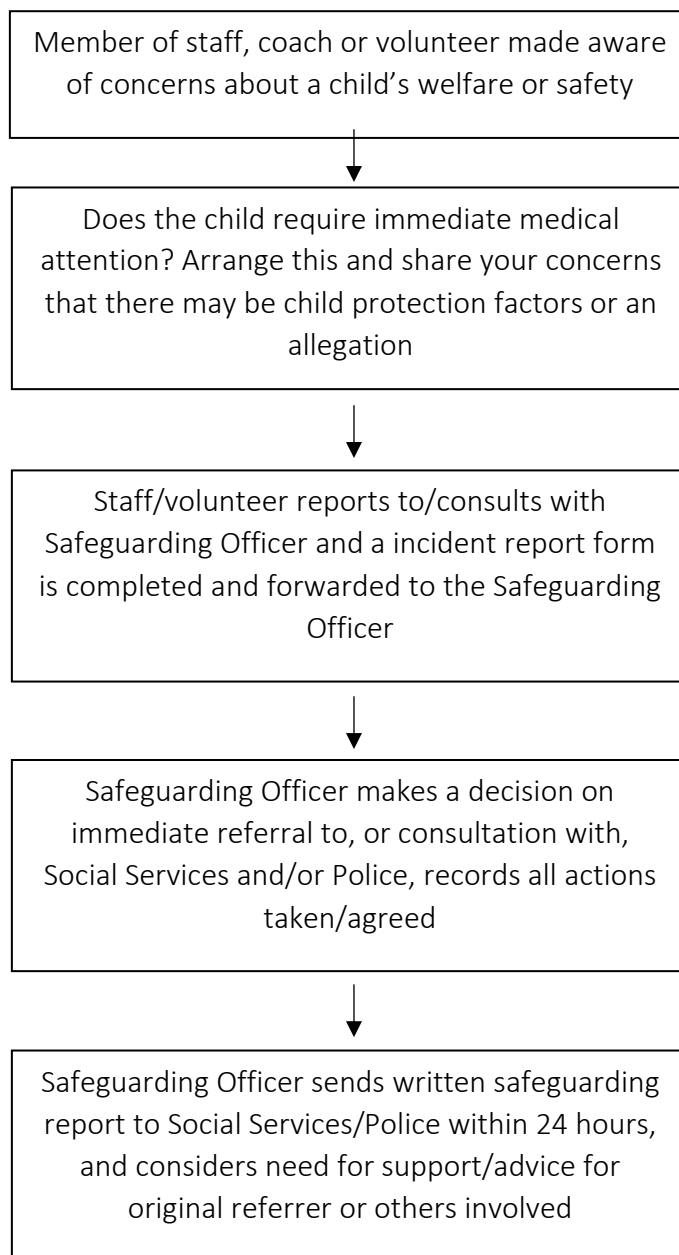 Member of staff, coach or volunteer made aware
of concerns about a child’s welfare or safety
Does the child require immediate medical
attention? Arrange this and share your concerns
that there may be child protection factors or an
allegation
Staff/volunteer reports to/consults with
Safeguarding Officer and a incident report form
is completed and forwarded to the Safeguarding
Officer
Safeguarding Officer makes a decision on
immediate referral to, or consultation with,
Social Services and/or Police, records all actions
taken/agreed
Safeguarding Officer sends written safeguarding
report to Social Services/Police within 24 hours,
and considers need for support/advice for
original referrer or others involved